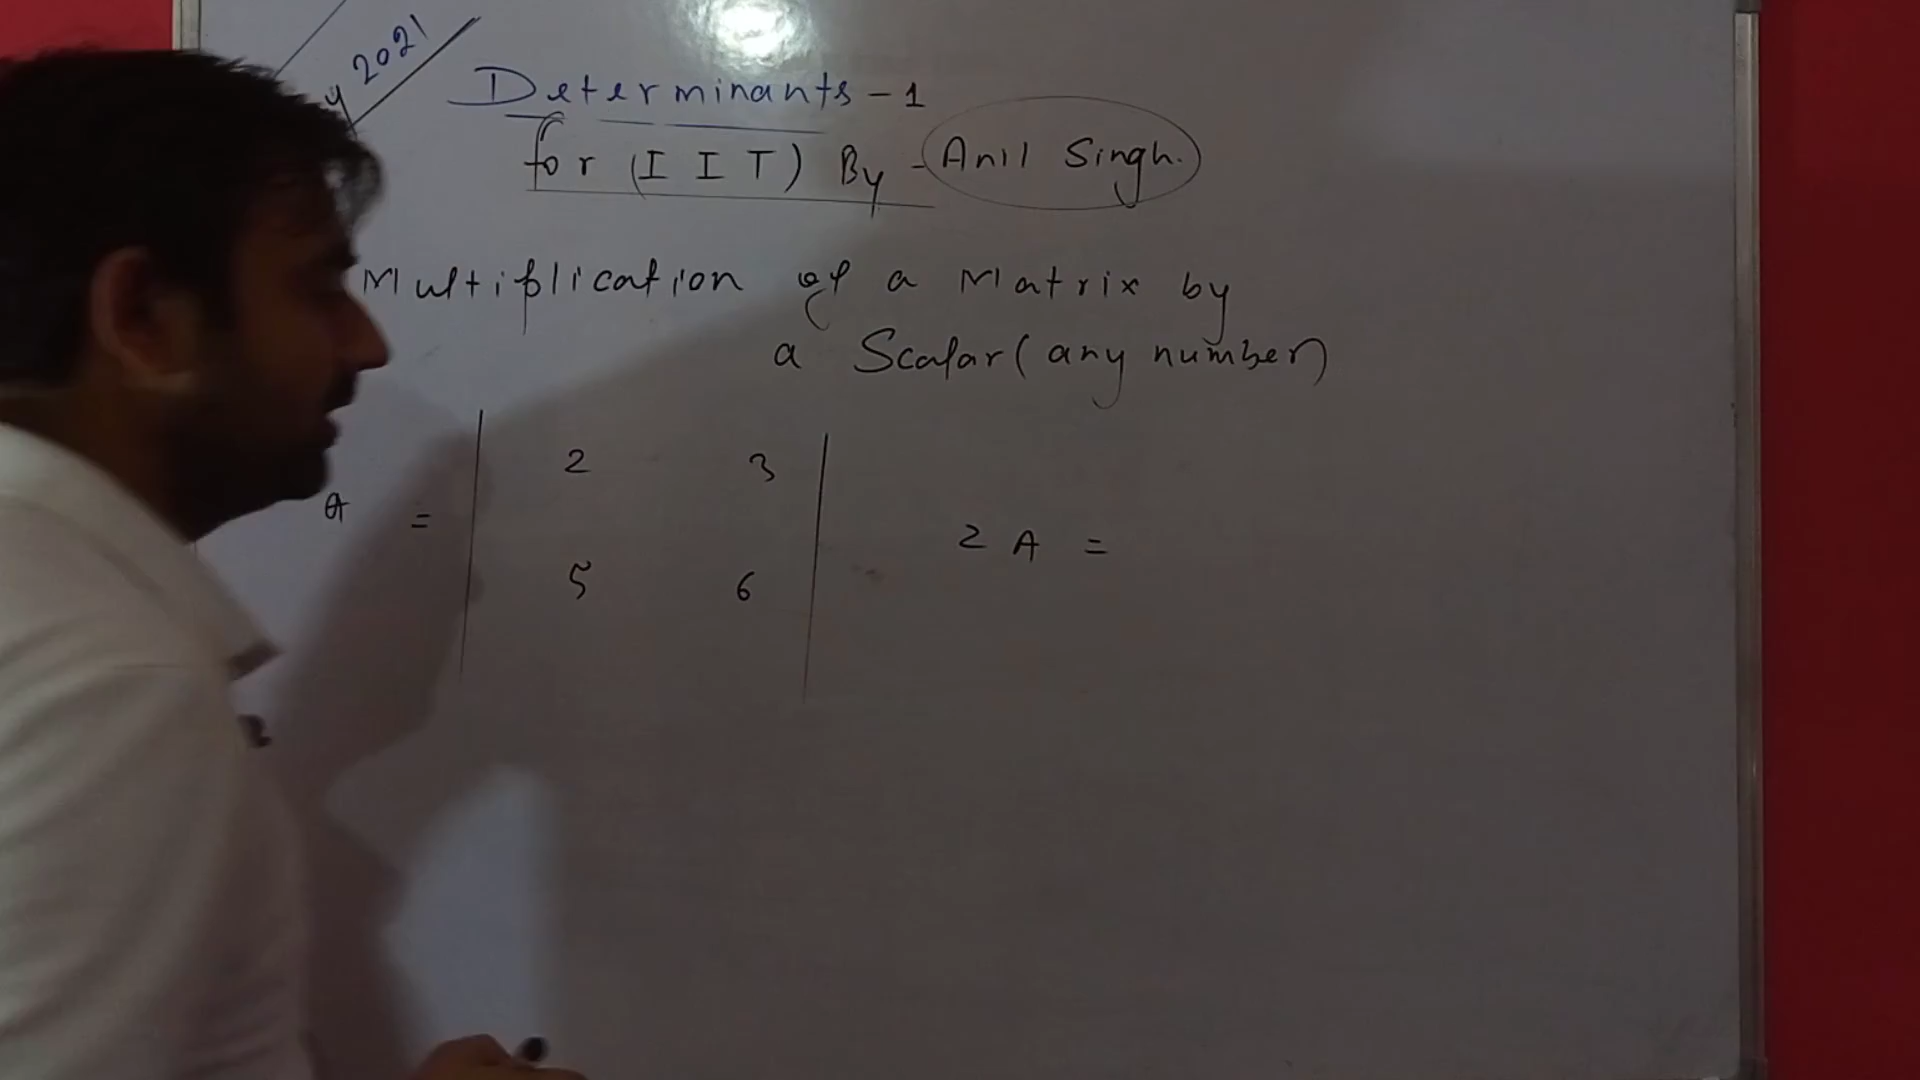 2021
Determinants - 1
for (IIT) By - Anil Singh.
Multiplication of a Matrix by
a Scalar (any number)
2 3
A =
2 A =
5 6